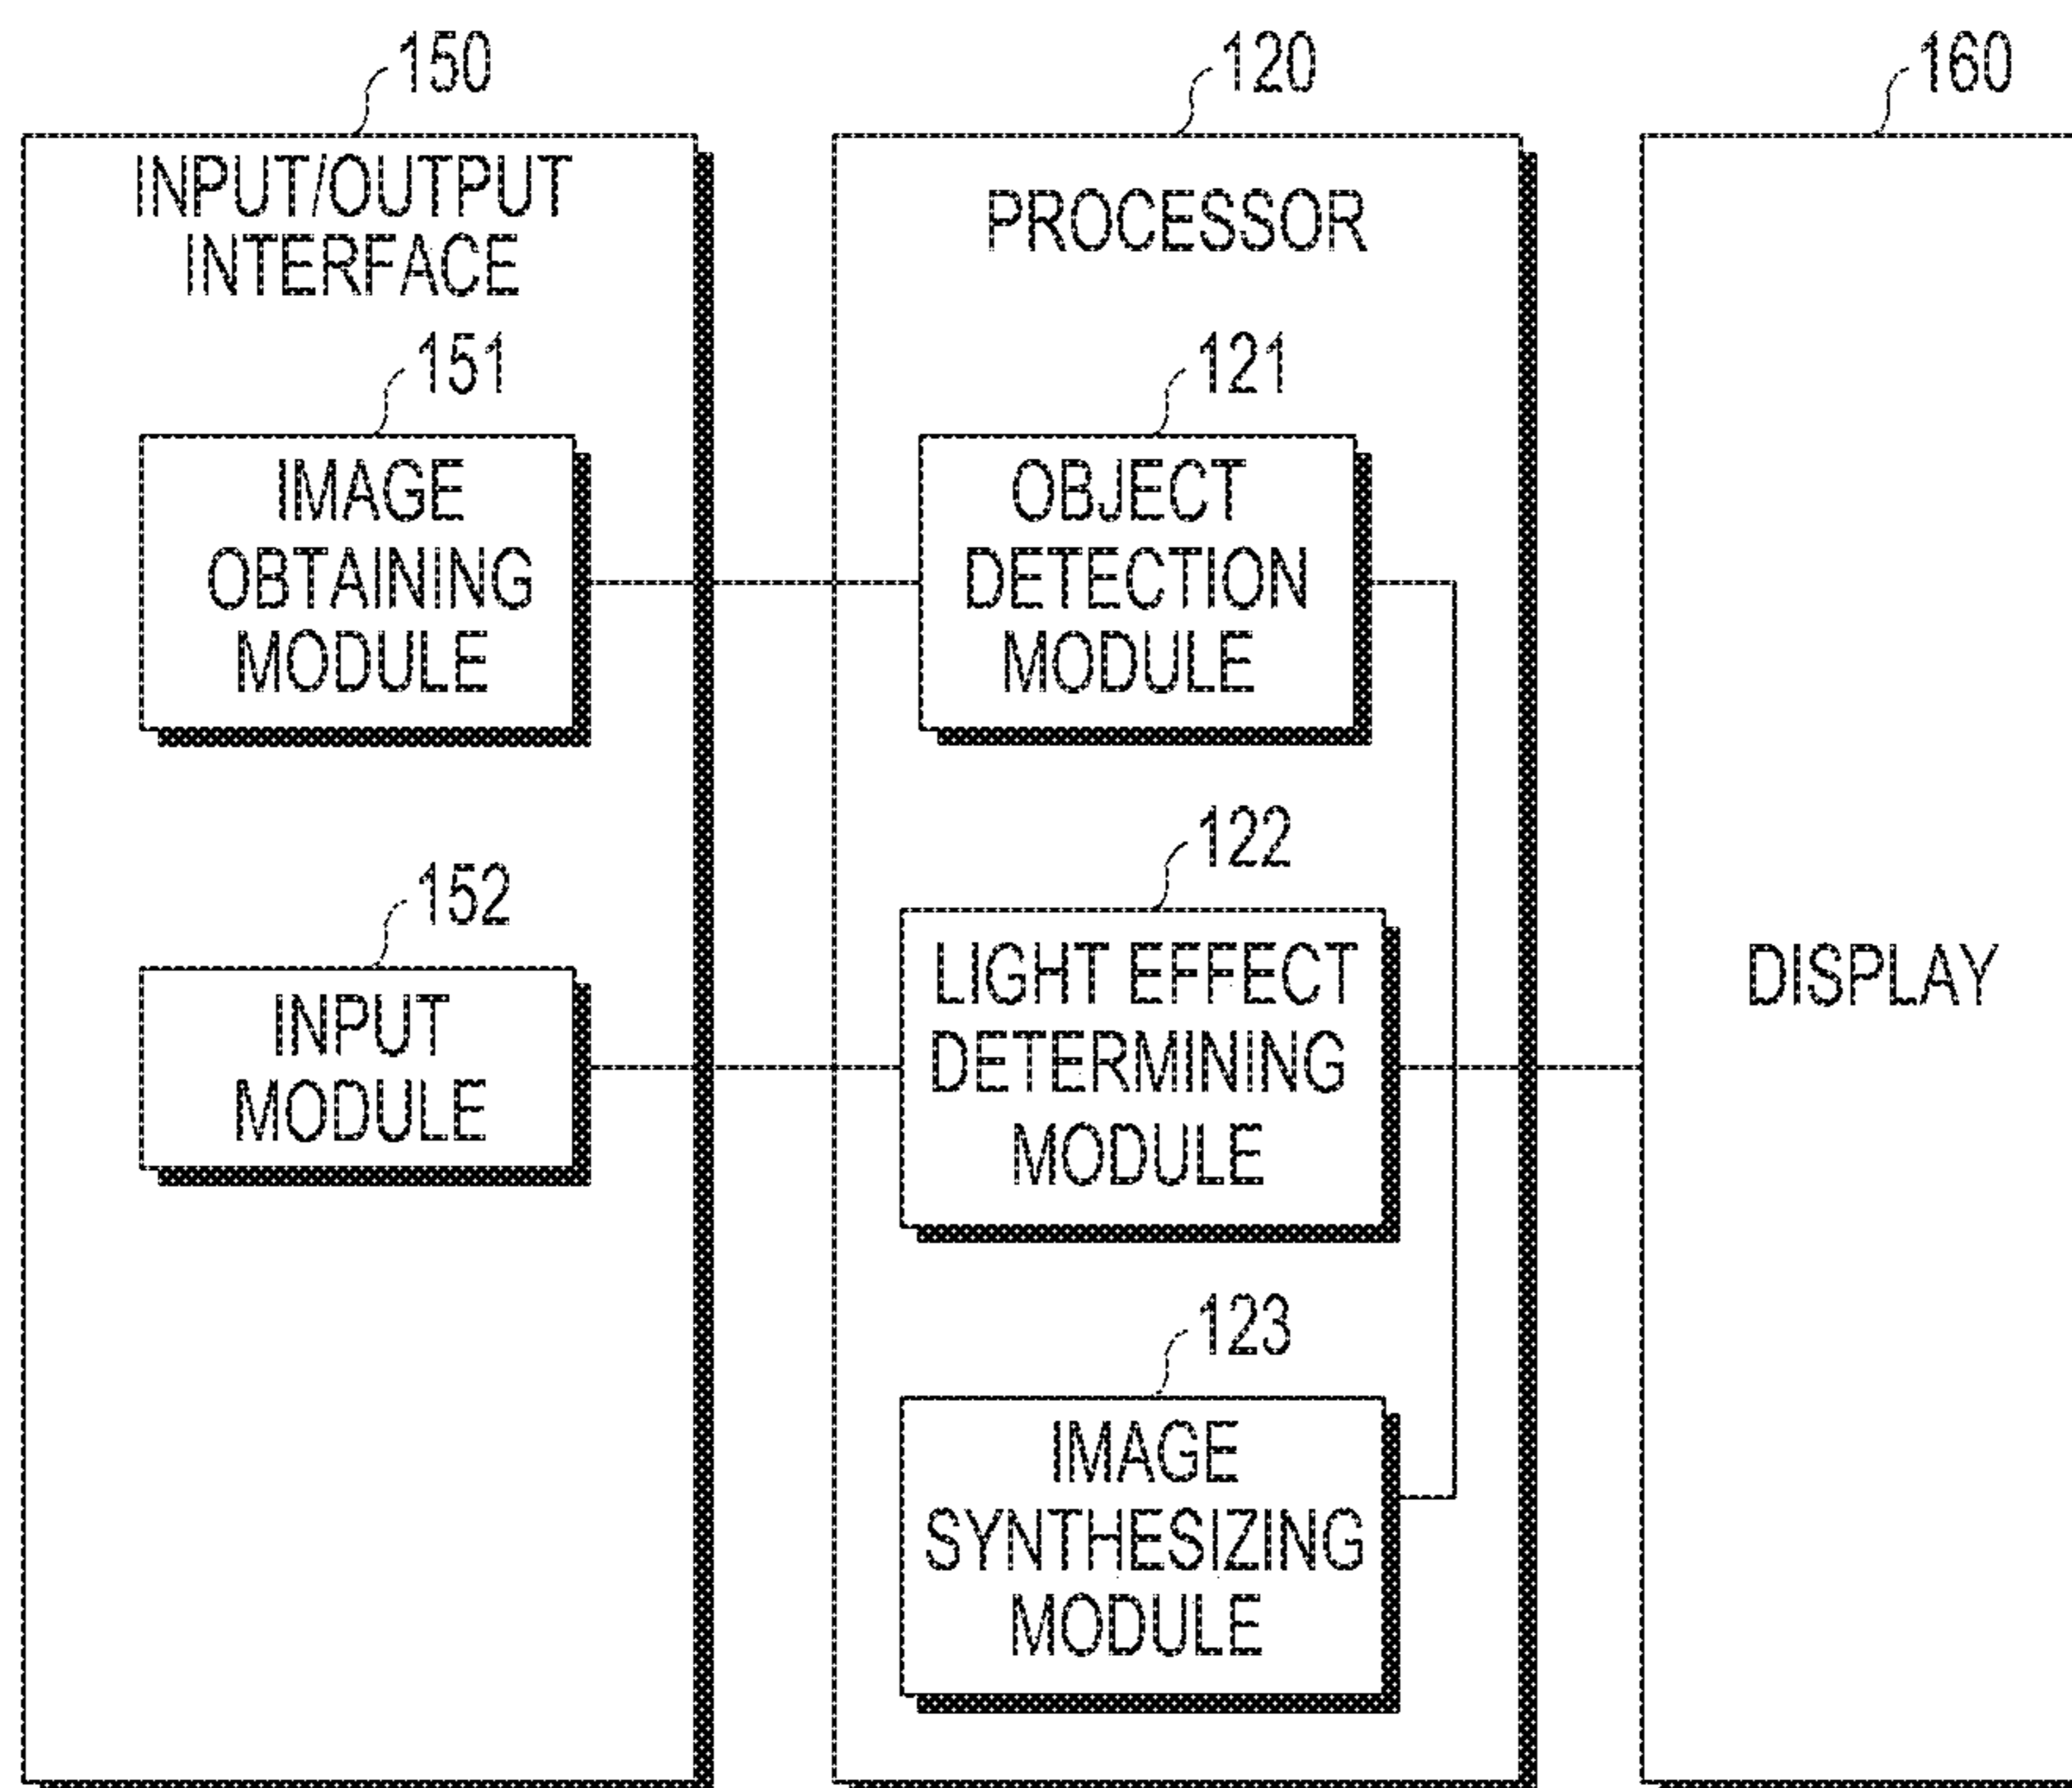 150
INPUT/OUTPUT
INTERFACE
151
IMAGE
OBTAINING
MODULE
152
INPUT
MODULE
120
PROCESSOR
121
OBJECT
DETECTION
MODULE
122
LIGHT EFFECT
DETERMINING
MODULE
123
IMAGE
SYNTHESIZING
MODULE
160
DISPLAY